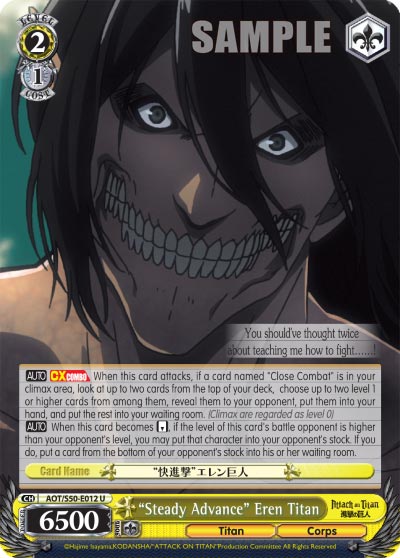 LEVEL
2
1
COST
SAMPLE
You should've thought twice
about teaching me how to fight……!
AUTO CXCOMBO When this card attacks, if a card named "Close Combat" is in your
climax area, look at up to two cards from the top of your deck, choose up to two level 1
or higher cards from among them, reveal them to your opponent, put them into your
hand, and put the rest into your waiting room. (Climax are regarded as level 0)
AUTO When this card becomes [ ], if the level of this card's battle opponent is higher
than your opponent's level, you may put that character into your opponent's stock. If you
do, put a card from the bottom of your opponent's stock into his or her waiting room.
Card Name
"快進撃"エレン巨人
CH AOT/S50-E012 U
"Steady Advance" Eren Titan
Attack on Titan
進撃の巨人
POWER
6500
SOUL
Titan
Corps
©Hajime Isayama,KODANSHA/"ATTACK ON TITAN"Production Committee All Rights Reserved